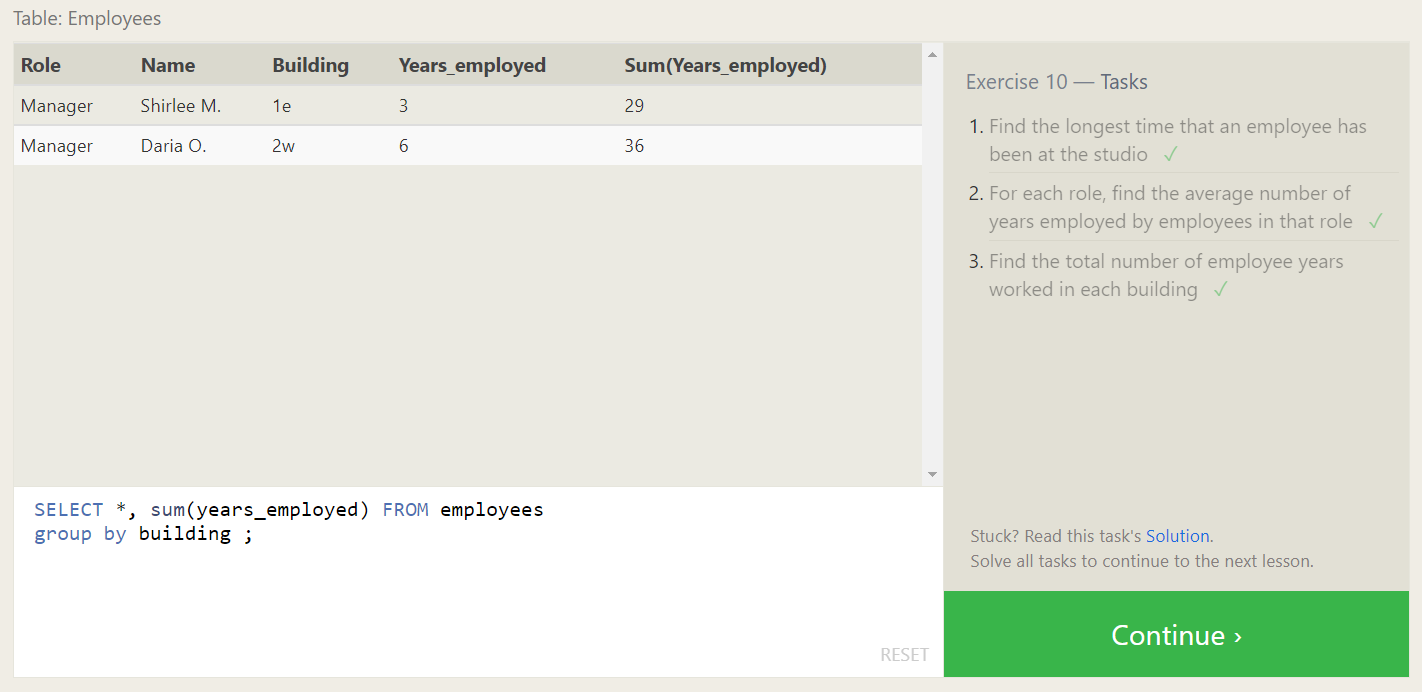 Table: Employees
Role Name Building Years_employed Sum(Years_employed)
Manager Shirlee M. 1e 3 29
Manager Daria O. 2w 6 36
SELECT *, sum(years_employed) FROM employees
group by building ;
RESET
Exercise 10 — Tasks
1. Find the longest time that an employee has
been at the studio ✓
2. For each role, find the average number of
years employed by employees in that role ✓
3. Find the total number of employee years
worked in each building ✓
Stuck? Read this task's Solution.
Solve all tasks to continue to the next lesson.
Continue ›